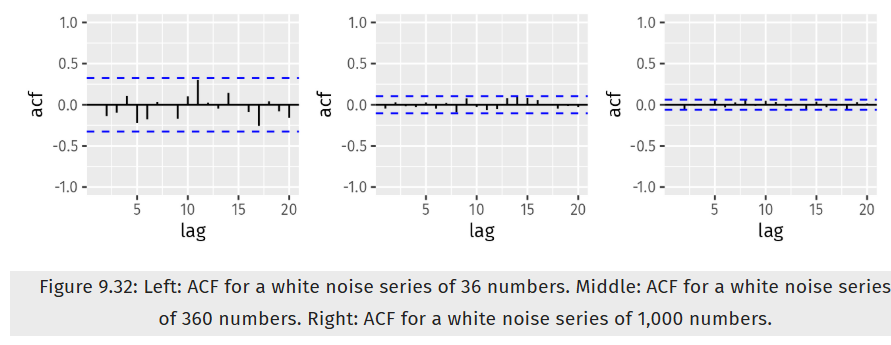 1.0
0.5
0.0
-0.5
-1.0
acf
5 10 15 20
lag
1.0
0.5
0.0
-0.5
-1.0
acf
5 10 15 20
lag
1.0
0.5
0.0
-0.5
-1.0
acf
5 10 15 20
lag
Figure 9.32: Left: ACF for a white noise series of 36 numbers. Middle: ACF for a white noise series
of 360 numbers. Right: ACF for a white noise series of 1,000 numbers.